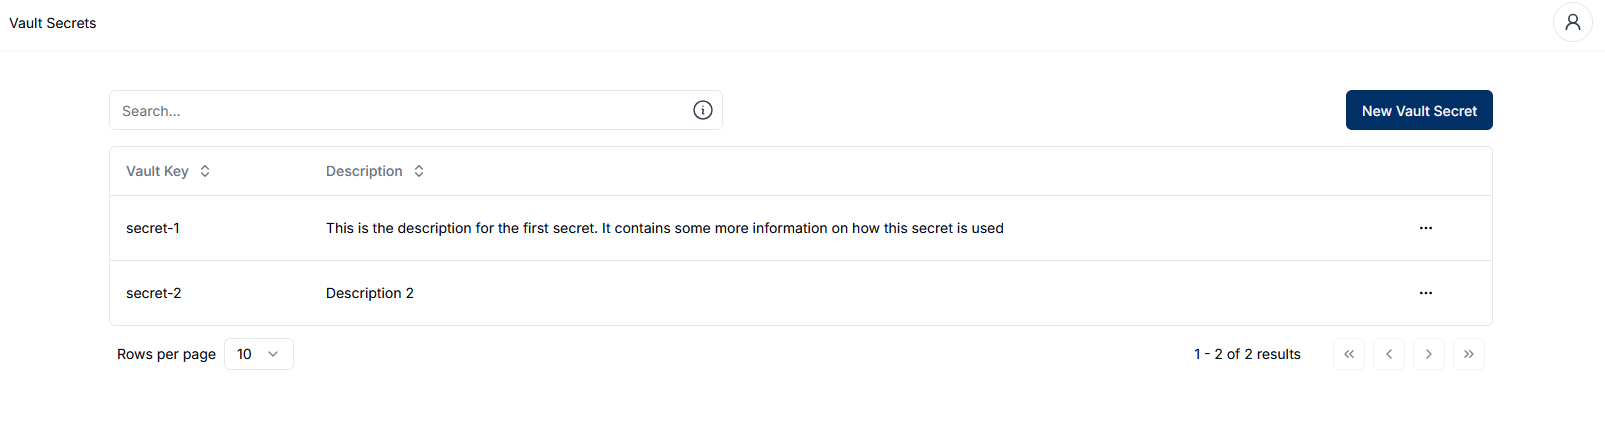 Vault Secrets
Search...
New Vault Secret
Vault Key Description
secret-1 This is the description for the first secret. It contains some more information on how this secret is used
secret-2 Description 2
Rows per page 10 1 - 2 of 2 results